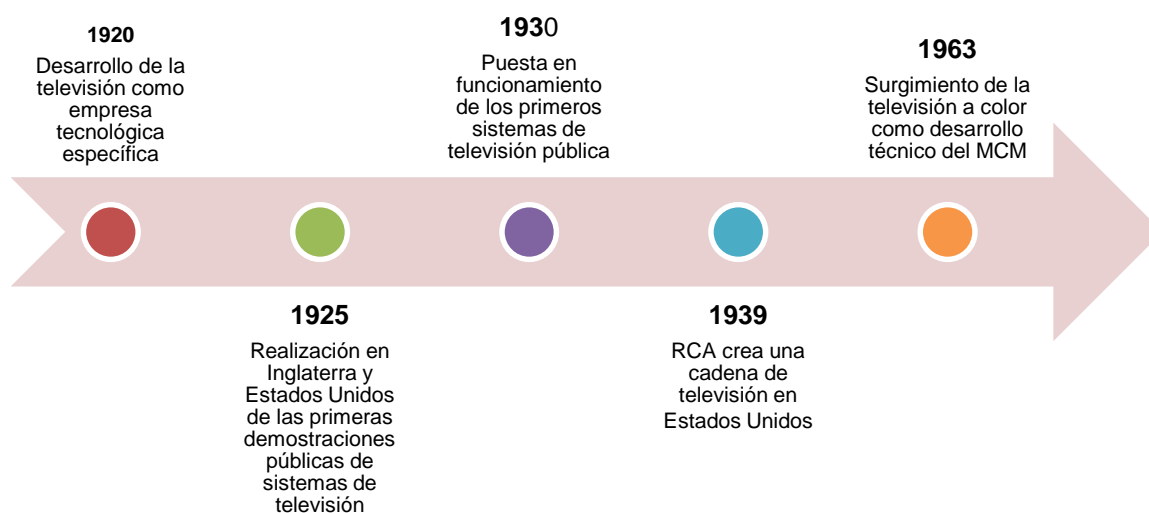 1920
Desarrollo de la
televisión como
empresa
tecnológica
específica
1925
Realización en
Inglaterra y
Estados Unidos
de las primeras
demostraciones
públicas de
sistemas de
televisión
1930
Puesta en
funcionamiento
de los primeros
sistemas de
televisión pública
1939
RCA crea una
cadena de
televisión en
Estados Unidos
1963
Surgimiento de la
televisión a color
como desarrollo
técnico del MCM